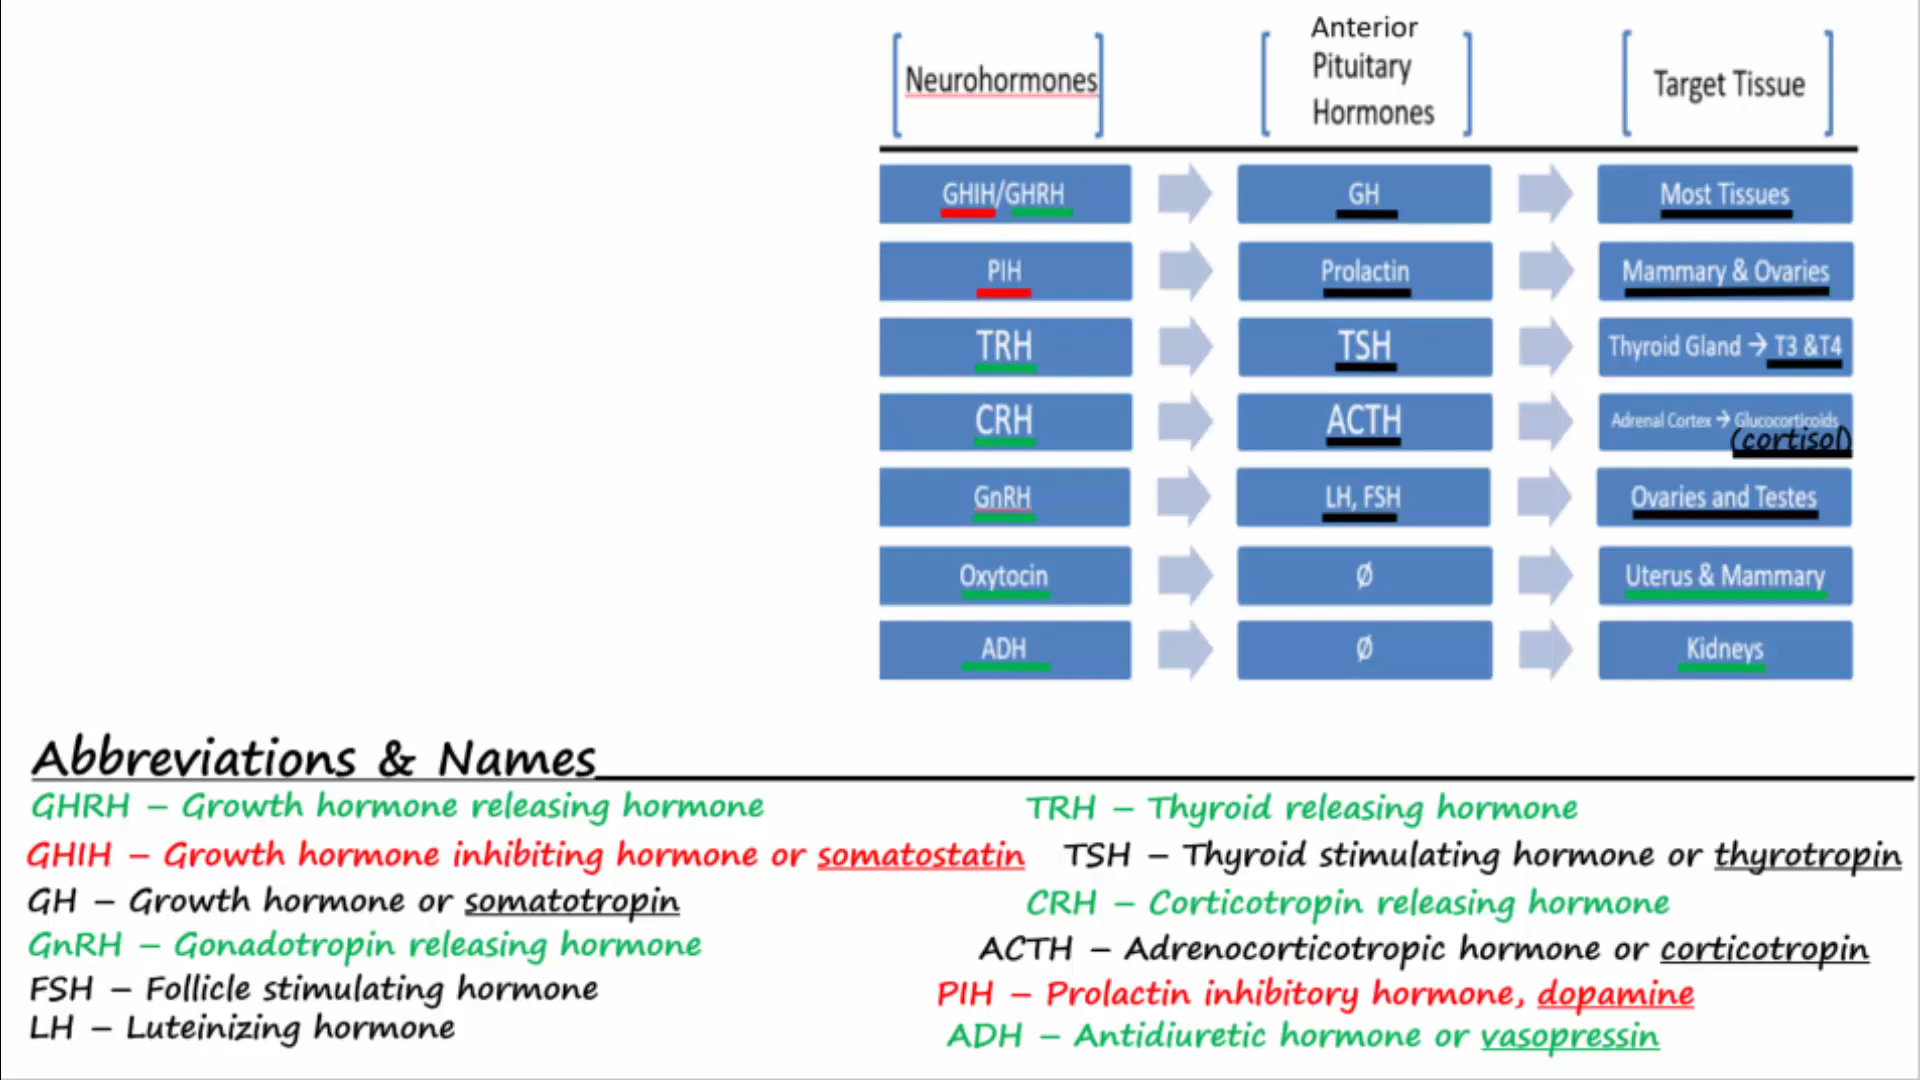 Neurohormones
Anterior
Pituitary
Hormones
Target Tissue
GHIH/GHRH
GH
Most Tissues
PIH
Prolactin
Mammary & Ovaries
TRH
TSH
Thyroid Gland → T3 &T4
CRH
ACTH
Adrenal Cortex → Glucocorticoids
(cortisol)
GnRH
LH, FSH
Ovaries and Testes
Oxytocin
Ø
Uterus & Mammary
ADH
Ø
Kidneys
Abbreviations & Names
GHRH – Growth hormone releasing hormone
GHIH – Growth hormone inhibiting hormone or somatostatin
GH – Growth hormone or somatotropin
GnRH – Gonadotropin releasing hormone
FSH – Follicle stimulating hormone
LH – Luteinizing hormone
TRH – Thyroid releasing hormone
TSH – Thyroid stimulating hormone or thyrotropin
CRH – Corticotropin releasing hormone
ACTH – Adrenocorticotropic hormone or corticotropin
PIH – Prolactin inhibitory hormone, dopamine
ADH – Antidiuretic hormone or vasopressin